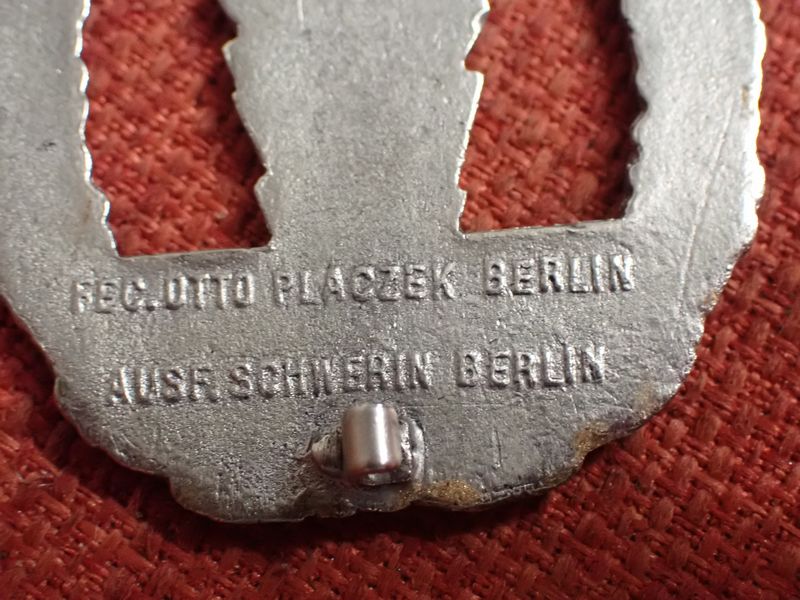 FEC. OTTO PLACZEK BERLIN
AUSF. SCHWERIN BERLIN